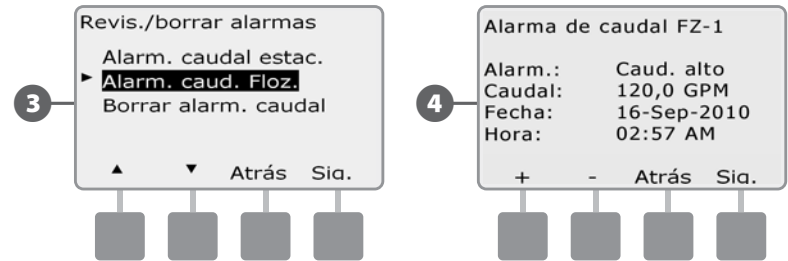 Revis./borrar alarmas
Alarm. caudal estac.
► Alarm. caud. Floz.
Borrar alarm. caudal
▲ ▼ Atrás Sig.
3
Alarma de caudal FZ-1
Alarm.: Caud. alto
Caudal: 120,0 GPM
Fecha: 16-Sep-2010
Hora: 02:57 AM
+ - Atrás Sig.
4